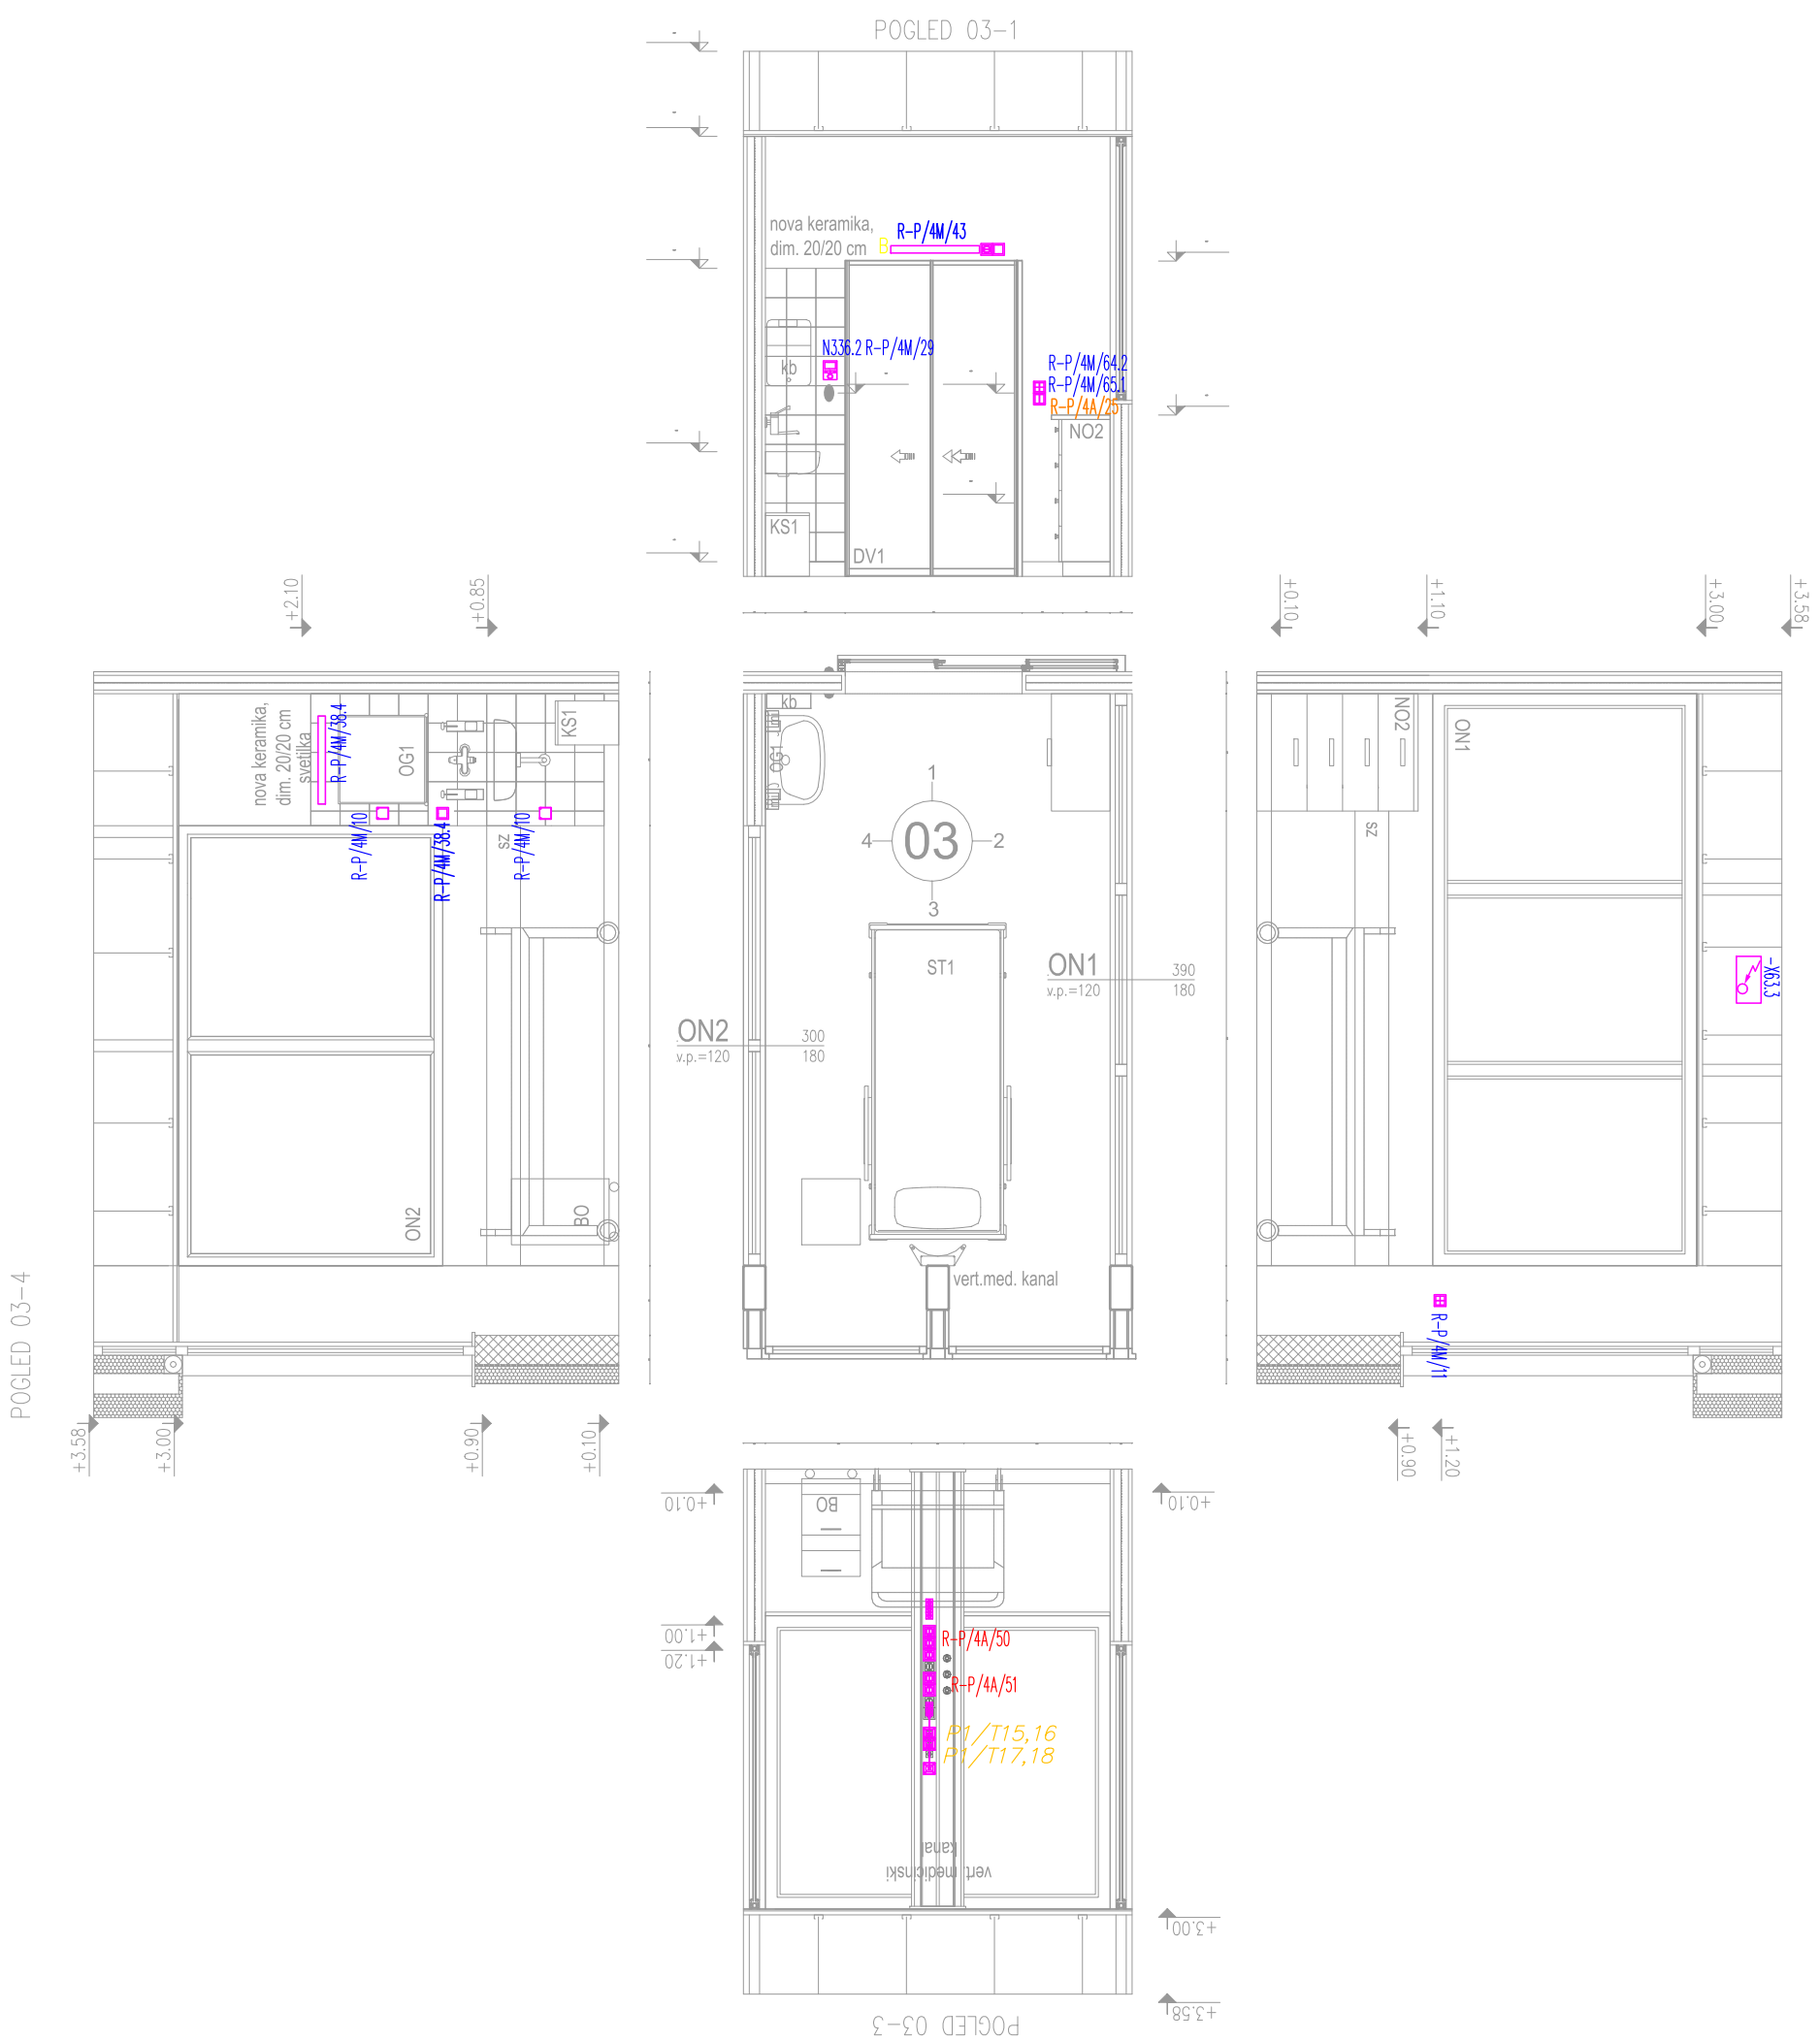 POGLED 03-1
nova keramika,
dim. 20/20 cm
B
R-P/4M/43
kb
N336.2 R-P/4M/29
R-P/4M/64.2
R-P/4M/65.1
R-P/4A/25
NO2
KS1
DV1
+2.10
+0.85
+0.10
+1.10
+3.00
+3.58
nova keramika,
dim. 20/20 cm
svetilka
R-P/4M/38.4
OG1
KS1
R-P/4M/10
R-P/4M/38.4
sz
R-P/4M/10
ON2
BO
POGLED 03-4
+3.58
+3.00
+0.90
+0.10
kb
OG1
1
4
03
2
3
ST1
ON1
390
v.p.=120
180
ON2
300
v.p.=120
180
vert.med. kanal
NO2
ON1
sz
-X63.3
R-P/4M/11
+0.90
+1.20
+0.10
BO
+0.10
+1.00
+1.20
R-P/4A/50
R-P/4A/51
P1/T15,16
P1/T17,18
vert. medicinski
kanal
+3.00
+3.58
POGLED 03-3